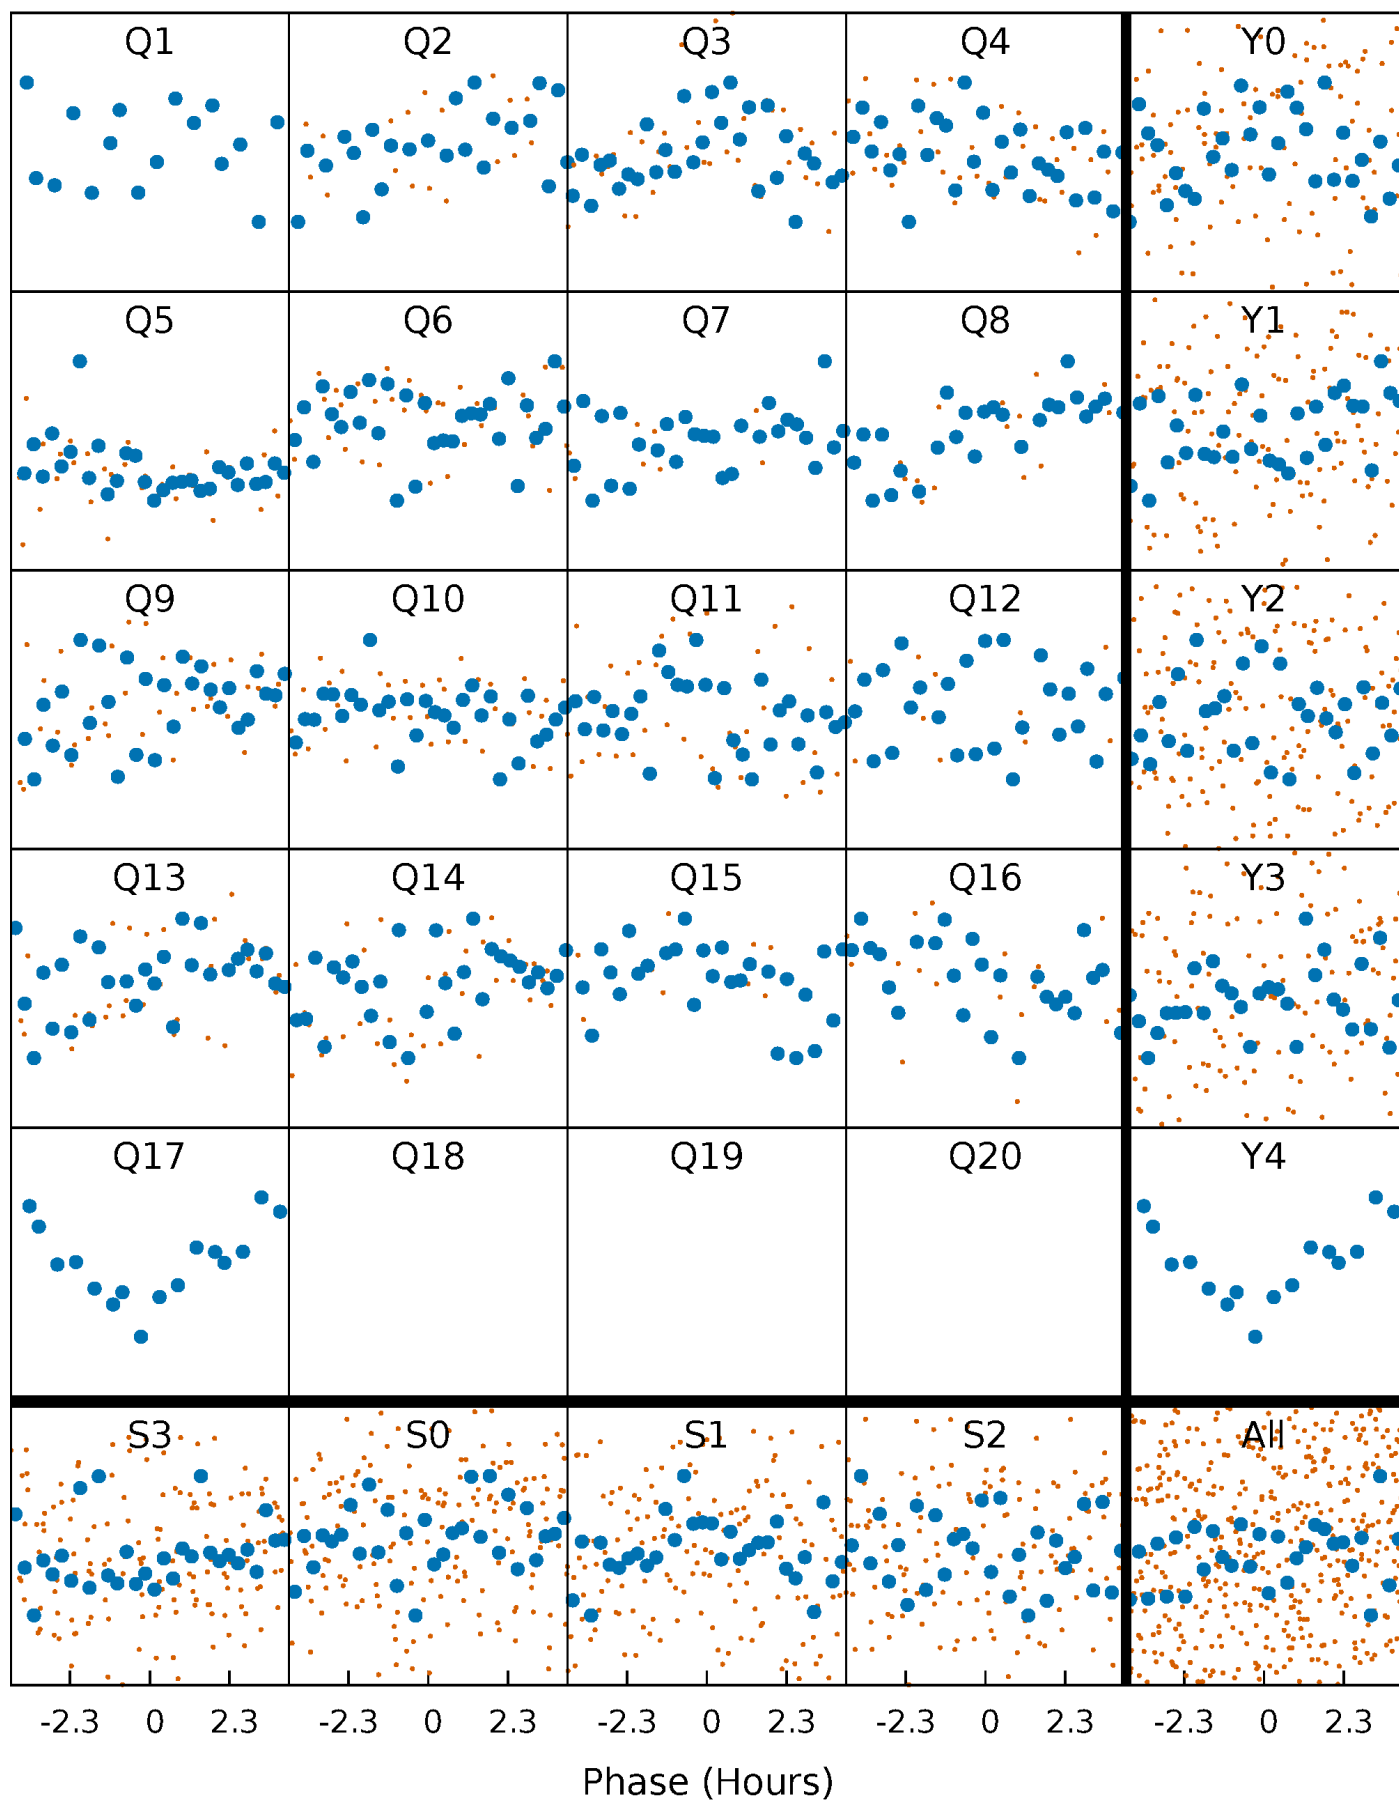 Q1 Q2 Q3 Q4 Y0
Q5 Q6 Q7 Q8 Y1
Q9 Q10 Q11 Q12 Y2
Q13 Q14 Q15 Q16 Y3
Q17 Q18 Q19 Q20 Y4
S3 S0 S1 S2 All
-2.3 0 2.3 -2.3 0 2.3 -2.3 0 2.3 -2.3 0 2.3 -2.3 0 2.3
Phase (Hours)